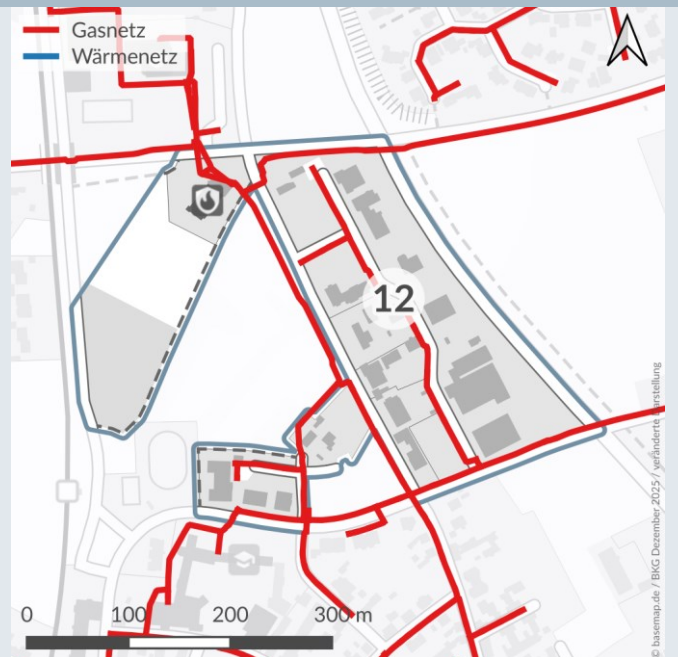 Gasnetz
Wärmenetz
12
0 100 200 300 m
© basemap.de / BKG Dezember 2025 / veränderte Darstellung